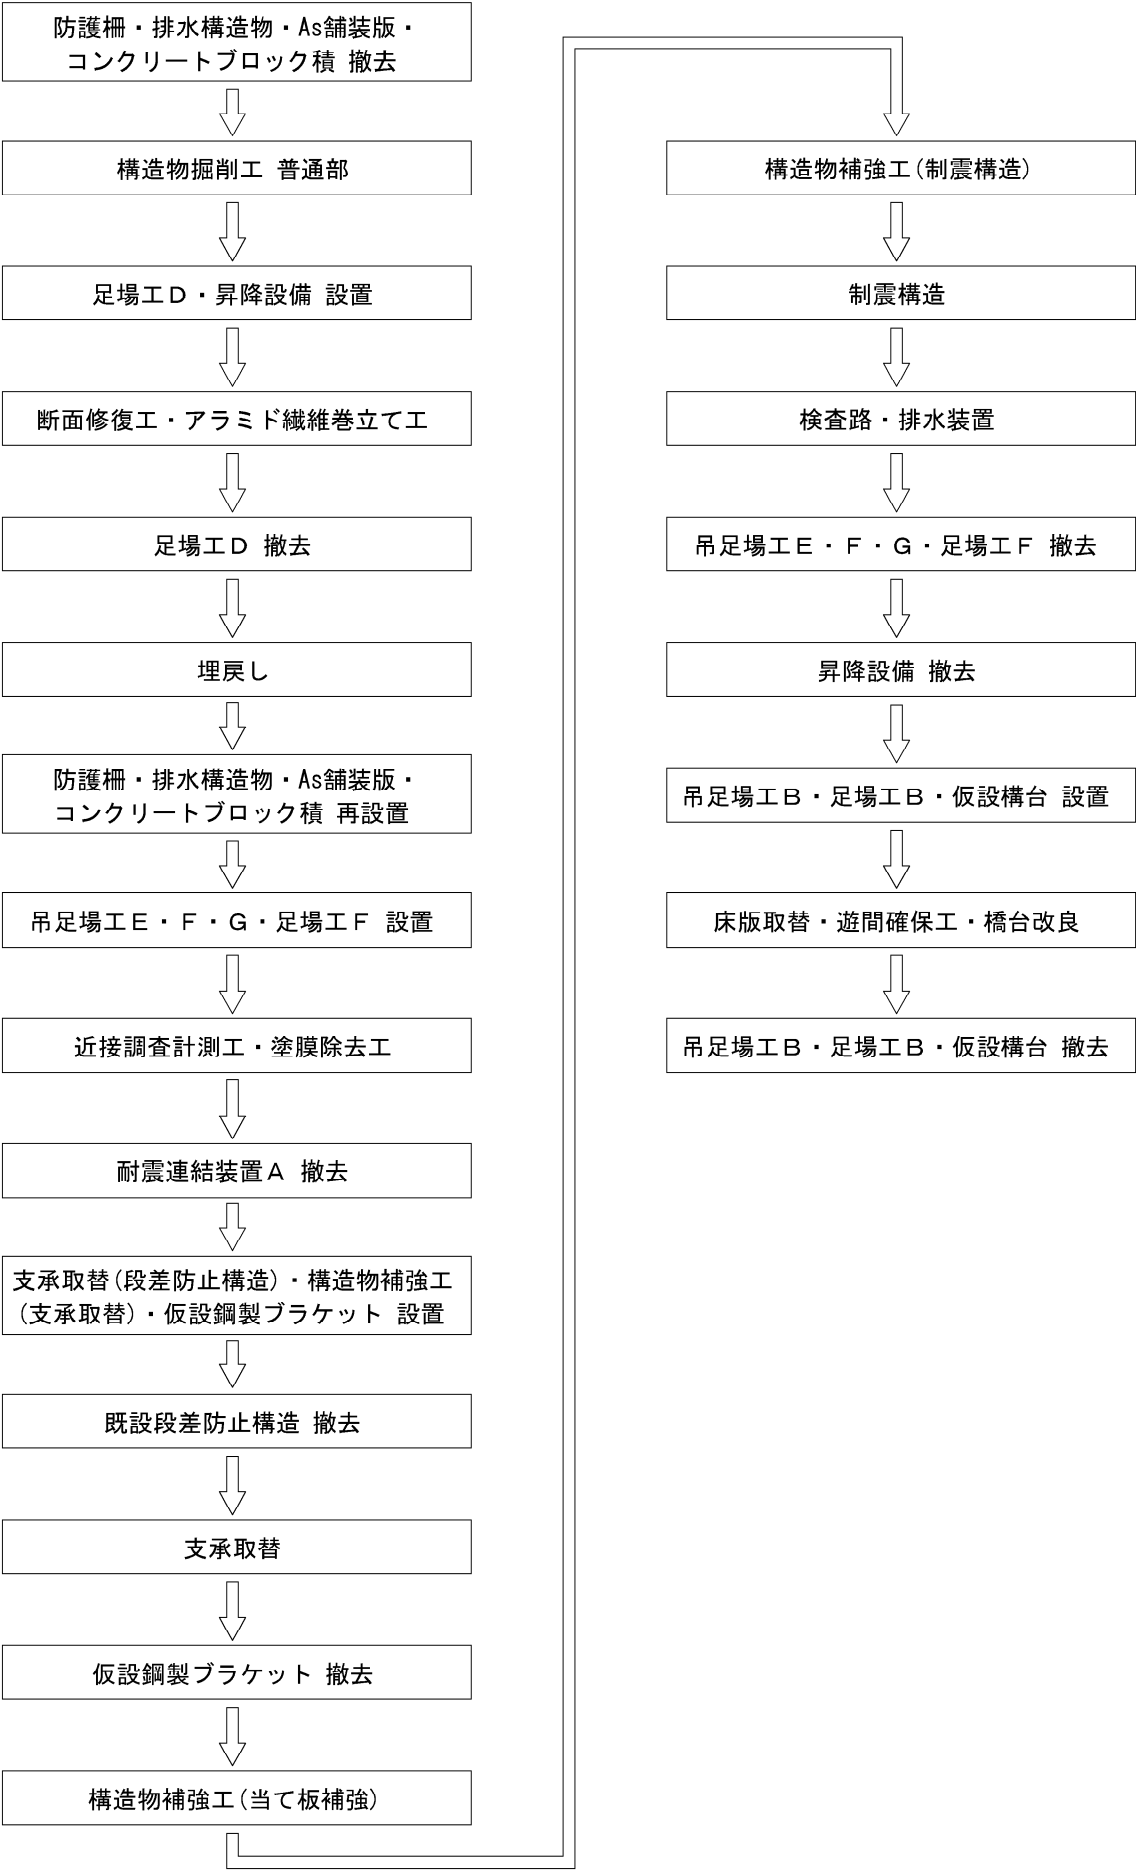 防護柵・排水構造物・As舗装版・
コンクリートブロック積 撤去
構造物掘削工 普通部
足場工Ｄ・昇降設備 設置
断面修復工・アラミド繊維巻立て工
足場工Ｄ 撤去
埋戻し
防護柵・排水構造物・As舗装版・
コンクリートブロック積 再設置
吊足場工Ｅ・Ｆ・Ｇ・足場工Ｆ 設置
近接調査計測工・塗膜除去工
耐震連結装置Ａ 撤去
支承取替(段差防止構造)・構造物補強工
(支承取替)・仮設鋼製ブラケット 設置
既設段差防止構造 撤去
支承取替
仮設鋼製ブラケット 撤去
構造物補強工(当て板補強)
構造物補強工(制震構造)
制震構造
検査路・排水装置
吊足場工Ｅ・Ｆ・Ｇ・足場工Ｆ 撤去
昇降設備 撤去
吊足場工Ｂ・足場工Ｂ・仮設構台 設置
床版取替・遊間確保工・橋台改良
吊足場工Ｂ・足場工Ｂ・仮設構台 撤去